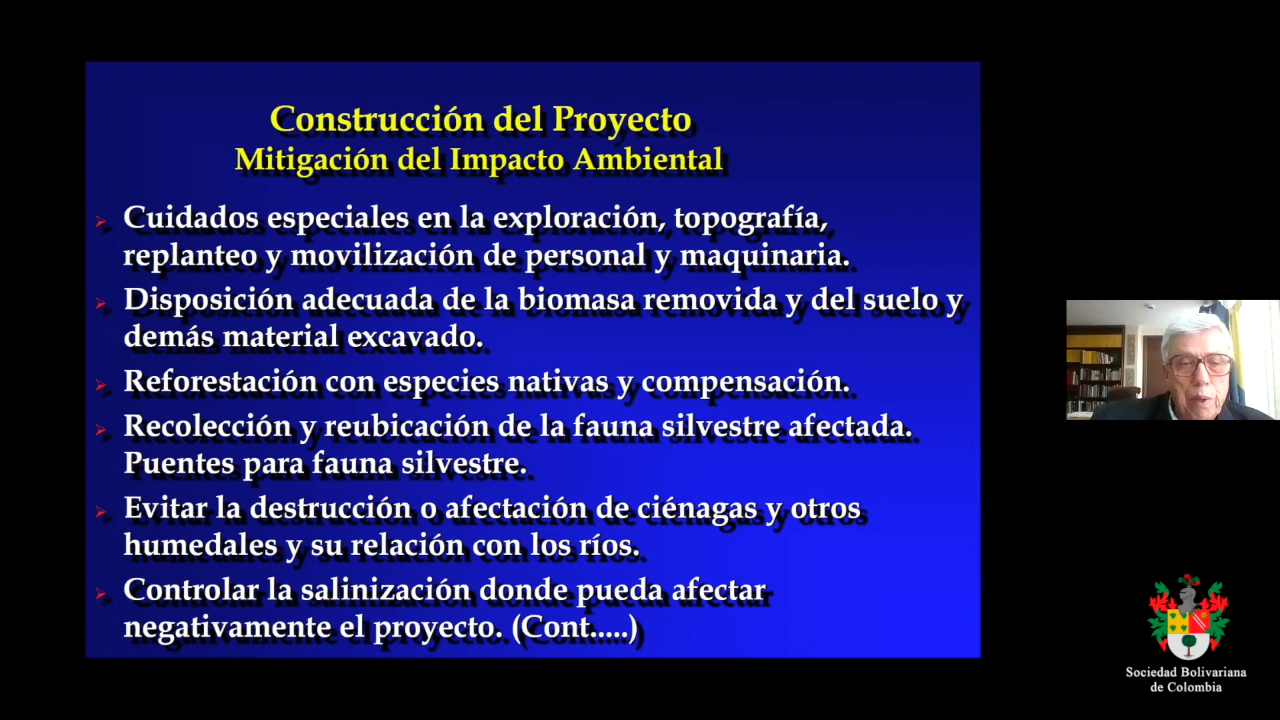 Construcción del Proyecto
Mitigación del Impacto Ambiental
Cuidados especiales en la exploración, topografía,
replanteo y movilización de personal y maquinaria.
Disposición adecuada de la biomasa removida y del suelo y
demás material excavado.
Reforestación con especies nativas y compensación.
Recolección y reubicación de la fauna silvestre afectada.
Puentes para fauna silvestre.
Evitar la destrucción o afectación de ciénagas y otros
humedales y su relación con los ríos.
Controlar la salinización donde pueda afectar
negativamente el proyecto. (Cont.....)
Sociedad Bolivariana
de Colombia